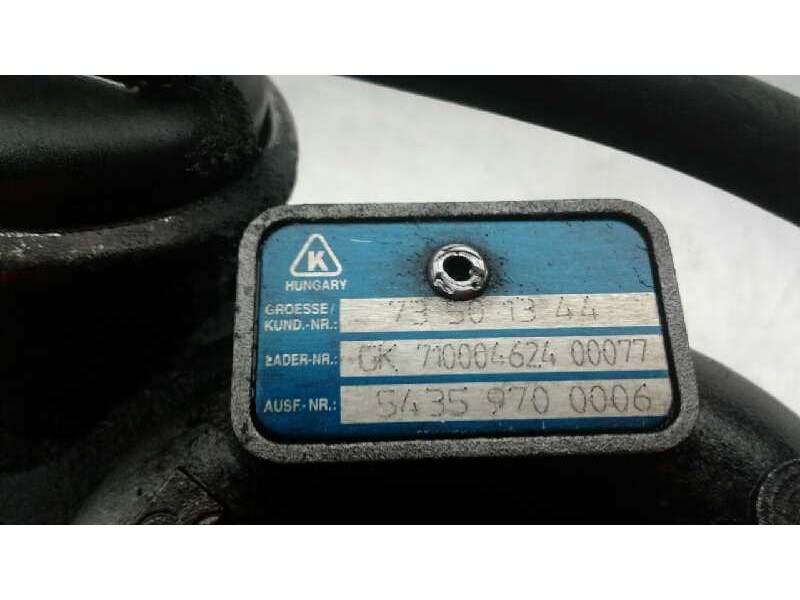 K
HUNGARY
GROESSE/
KUND.-NR.: 73 50 13 44
LADER-NR.: GK 710004624 00077
AUSF.-NR.: 5435 970 0006